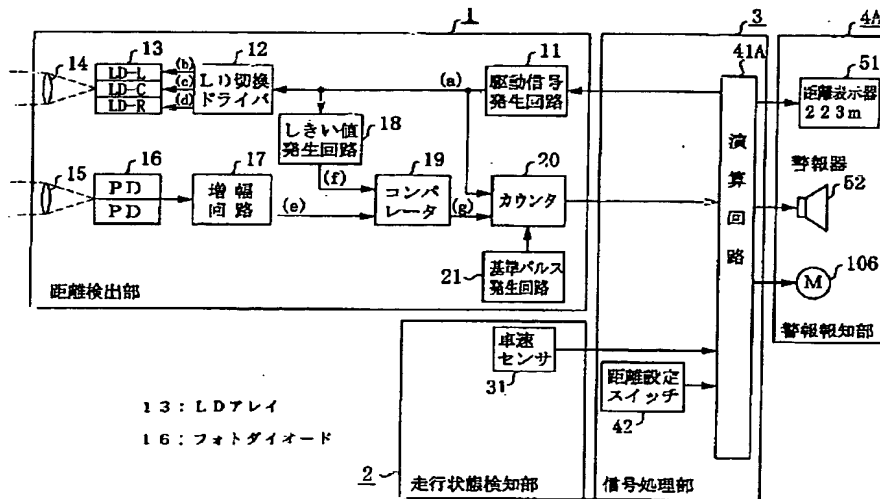 1
3
4A
14
13
12
11
41A
51
LD-L
LD-C
LD-R
(b)
(c)
(d)
LD切換
ドライバ
(a)
駆動信号
発生回路
距離表示器
223m
しきい値
発生回路
18
15
16
17
19
20
PD
PD
増幅
回路
(e)
(f)
コンパ
レータ
(g)
カウンタ
演算回路
警報器
52
21
基準パルス
発生回路
106
M
距離検出部
警報報知部
車速
センサ
31
距離設定
スイッチ
42
13:LDアレイ
16:フォトダイオード
2
走行状態検知部
信号処理部